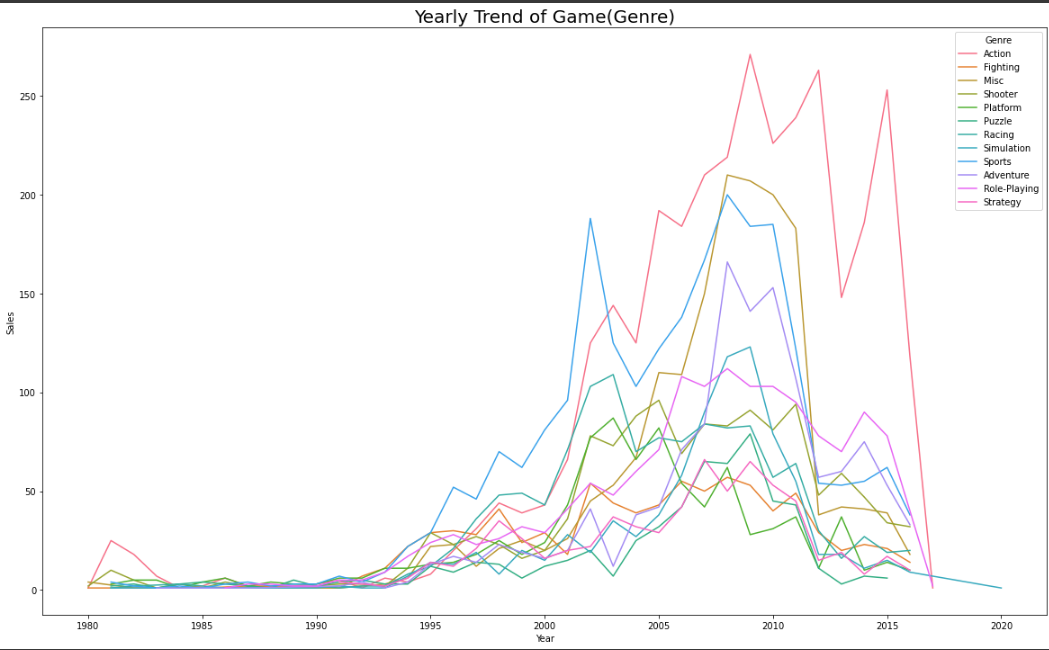 Yearly Trend of Game(Genre)
Genre
Action
Fighting
Misc
Shooter
Platform
Puzzle
Racing
Simulation
Sports
Adventure
Role-Playing
Strategy
250
200
150
100
50
0
Sales
1980 1985 1990 1995 2000 2005 2010 2015 2020
Year